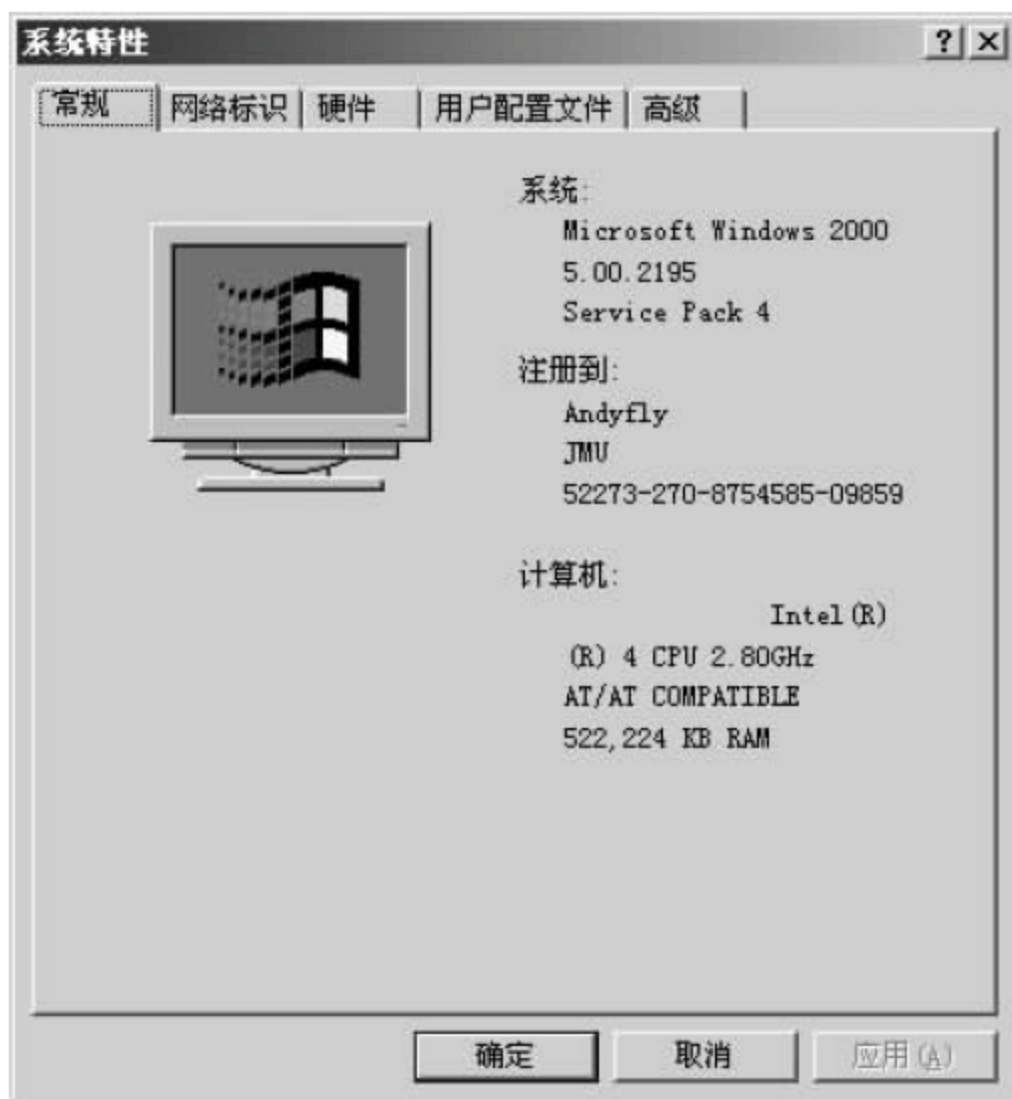 系统特性
? ×
常规 网络标识 硬件 用户配置文件 高级
系统:
Microsoft Windows 2000
5.00.2195
Service Pack 4
注册到:
Andyfly
JMU
52273-270-8754585-09859
计算机:
Intel(R)
(R) 4 CPU 2.80GHz
AT/AT COMPATIBLE
522,224 KB RAM
确定 取消 应用(A)